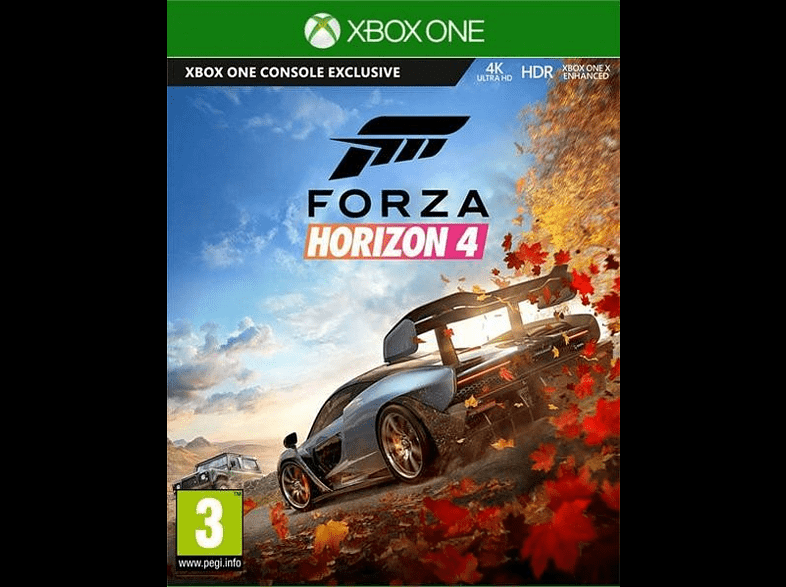 XBOX ONE
XBOX ONE CONSOLE EXCLUSIVE
4K
ULTRA HD
HDR
XBOX ONE X
ENHANCED
FORZA
HORIZON 4
3
™
www.pegi.info